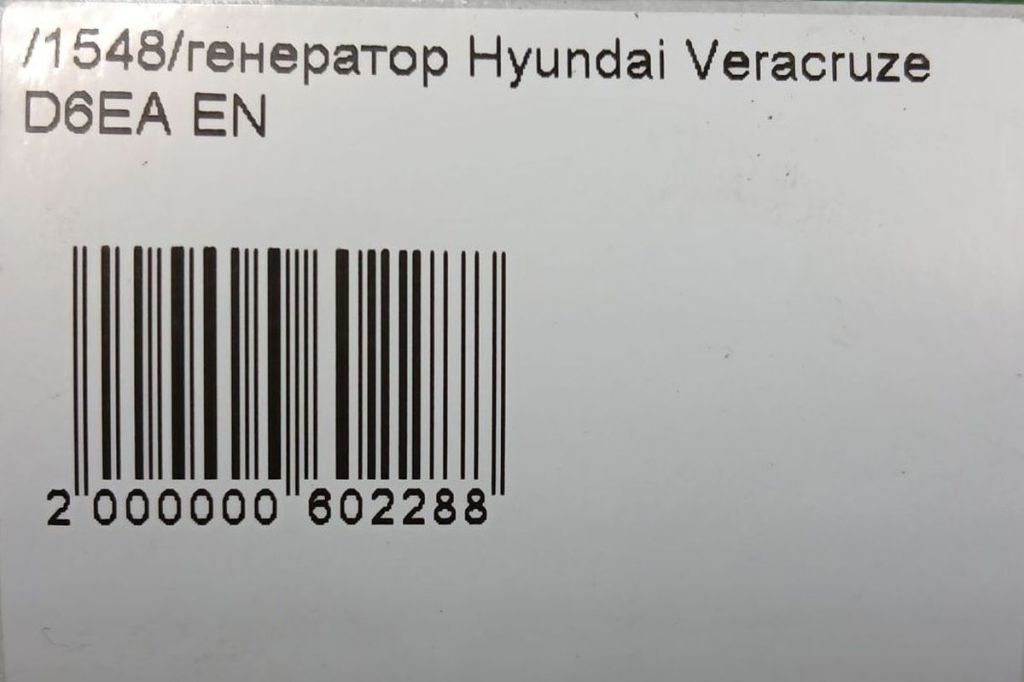 /1548/генератор Hyundai Veracruze
D6EA EN
2 000000 602288